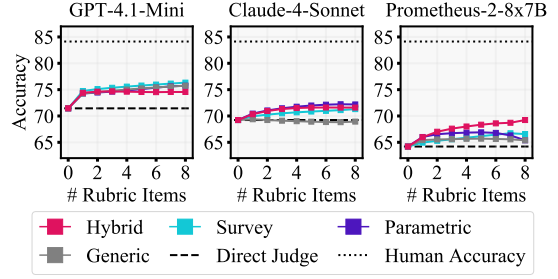 GPT-4.1-Mini Claude-4-Sonnet Prometheus-2-8x7B
Accuracy
85 85 85
80 80 80
75 75 75
70 70 70
65 65 65
0 2 4 6 8 0 2 4 6 8 0 2 4 6 8
# Rubric Items # Rubric Items # Rubric Items
Hybrid Survey Parametric
Generic Direct Judge Human Accuracy